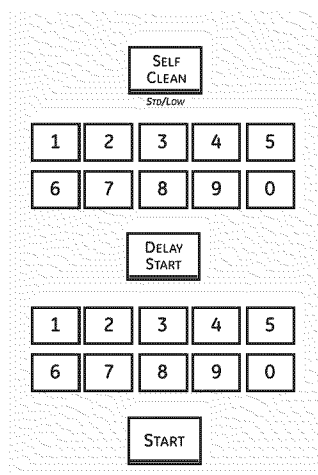 SELF
CLEAN
STD/LOW
1 2 3 4 5
6 7 8 9 0
DELAY
START
1 2 3 4 5
6 7 8 9 0
START